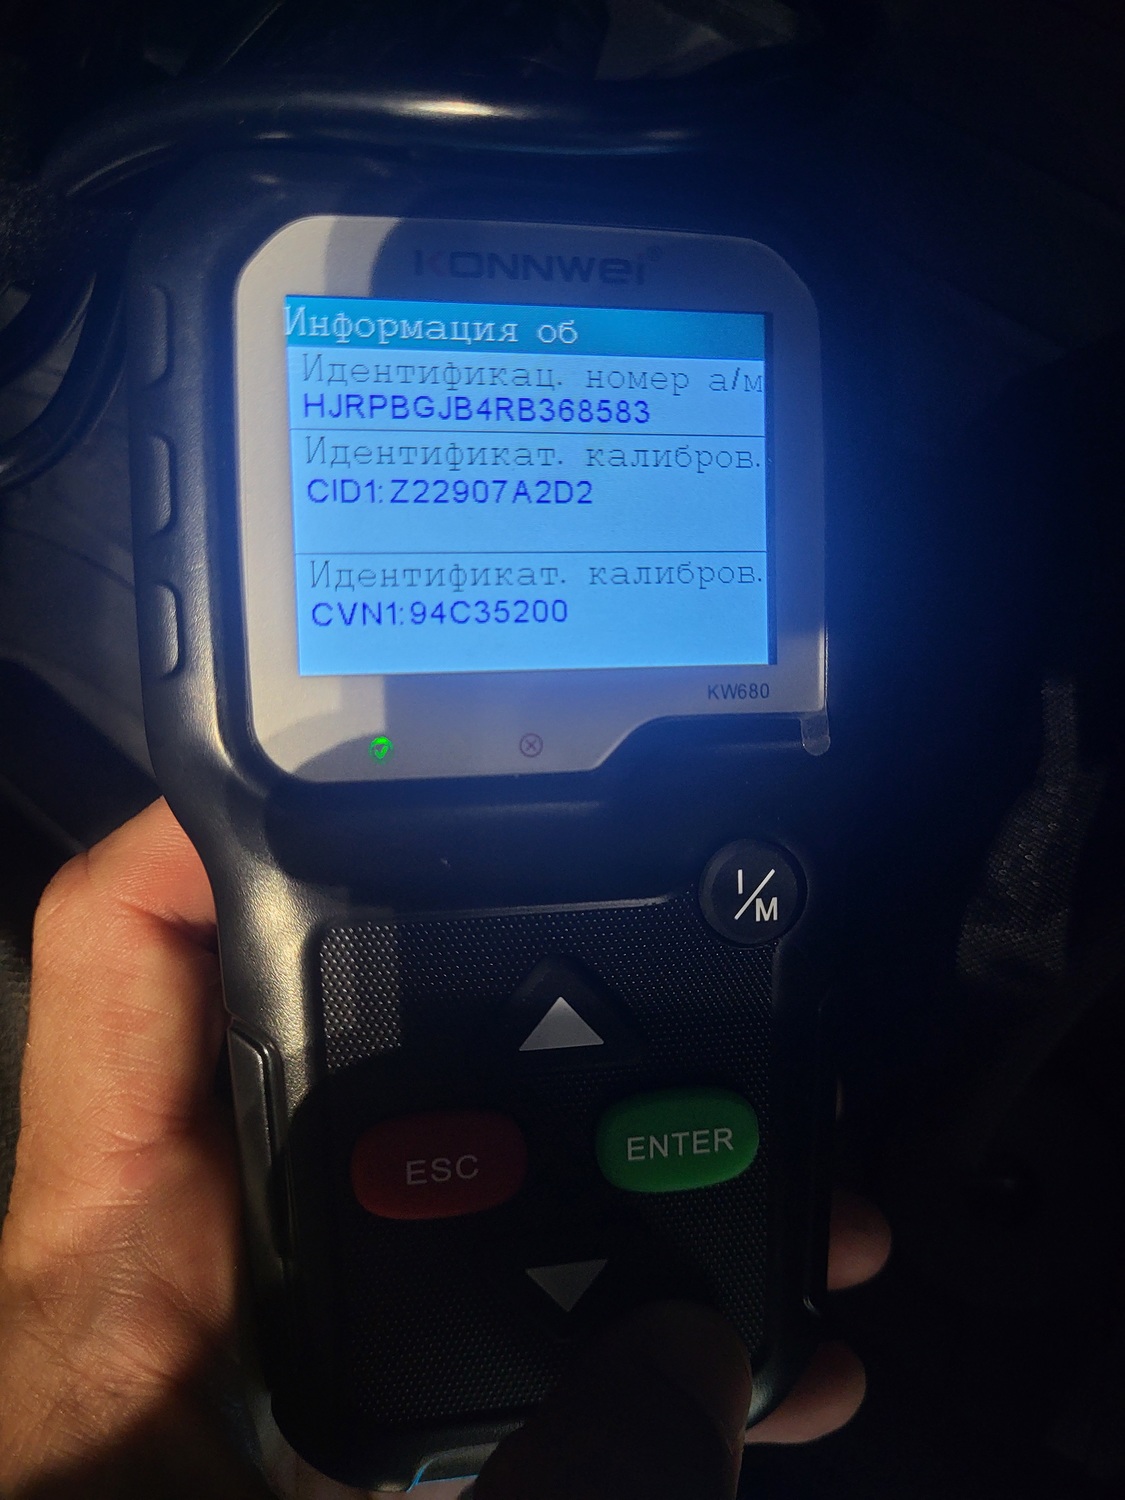 KONNWEI®
Информация об
Идентификац. номер а/м
HJRPBGJB4RB368583
Идентификат. калибров.
CID1:Z22907A2D2
Идентификат. калибров.
CVN1:94C35200
KW680
I/M
ESC
ENTER